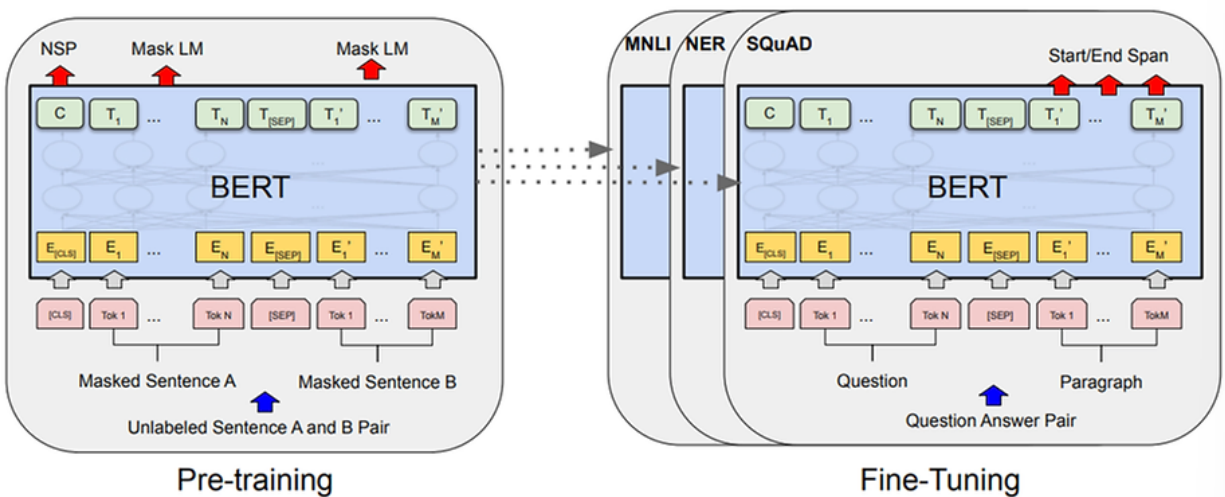 NSP Mask LM Mask LM
C T1 ... TN T[SEP] T1' ... TM'
...
...
BERT
E[CLS] E1 ... EN E[SEP] E1' ... EM'
[CLS] Tok 1 ... Tok N [SEP] Tok 1 ... TokM
Masked Sentence A Masked Sentence B
Unlabeled Sentence A and B Pair
Pre-training
MNLI NER SQuAD
Start/End Span
C T1 ... TN T[SEP] T1' ... TM'
...
...
BERT
E[CLS] E1 ... EN E[SEP] E1' ... EM'
[CLS] Tok 1 ... Tok N [SEP] Tok 1 ... TokM
Question Paragraph
Question Answer Pair
Fine-Tuning